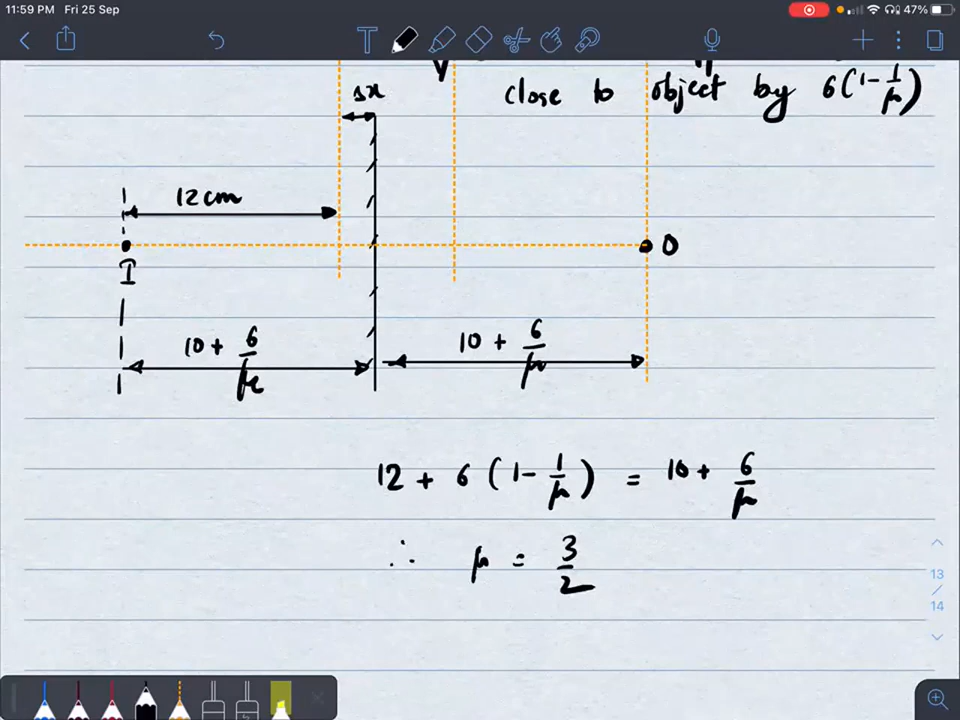 11:59 PM Fri 25 Sep
47%
T
Δx
close to object by 6(1-1/μ)
12cm
O
I
10 + 6/μ
10 + 6/μ
12 + 6 (1-1/μ) = 10 + 6/μ
∴ μ = 3/2
13
/
14